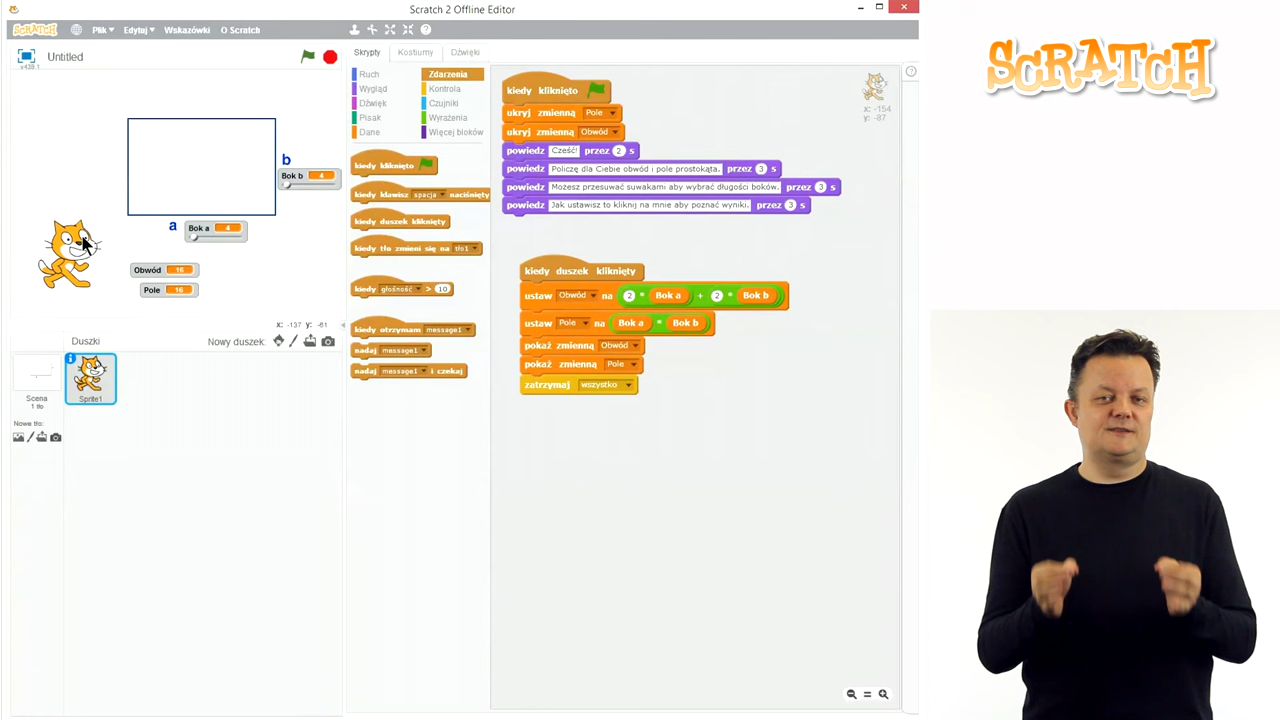 Scratch 2 Offline Editor
SCRATCH Plik Edytuj Wskazówki O Scratch
SCRATCH
v439.1
Untitled
b
Bok b 4
a
Bok a 4
Obwód 16
Pole 16
x: -137 y: -61
Duszki Nowy duszek:
Scena
1 tło
Nowe tło:
Sprite1
Skrypty Kostiumy Dźwięki
Ruch Zdarzenia
Wygląd Kontrola
Dźwięk Czujniki
Pisak Wyrażenia
Dane Więcej bloków
kiedy kliknięto
kiedy klawisz spacja naciśnięty
kiedy duszek kliknięty
kiedy tło zmieni się na tło1
kiedy głośność > 10
kiedy otrzymam message1
nadaj message1
nadaj message1 i czekaj
kiedy kliknięto
ukryj zmienną Pole
ukryj zmienną Obwód
powiedz Cześć! przez 2 s
powiedz Policzę dla Ciebie obwód i pole prostokąta. przez 3 s
powiedz Możesz przesuwać suwakami aby wybrać długości boków. przez 3 s
powiedz Jak ustawisz to kliknij na mnie aby poznać wyniki. przez 3 s
x: -154
y: -87
kiedy duszek kliknięty
ustaw Obwód na 2 * Bok a + 2 * Bok b
ustaw Pole na Bok a * Bok b
pokaż zmienną Obwód
pokaż zmienną Pole
zatrzymaj wszystko